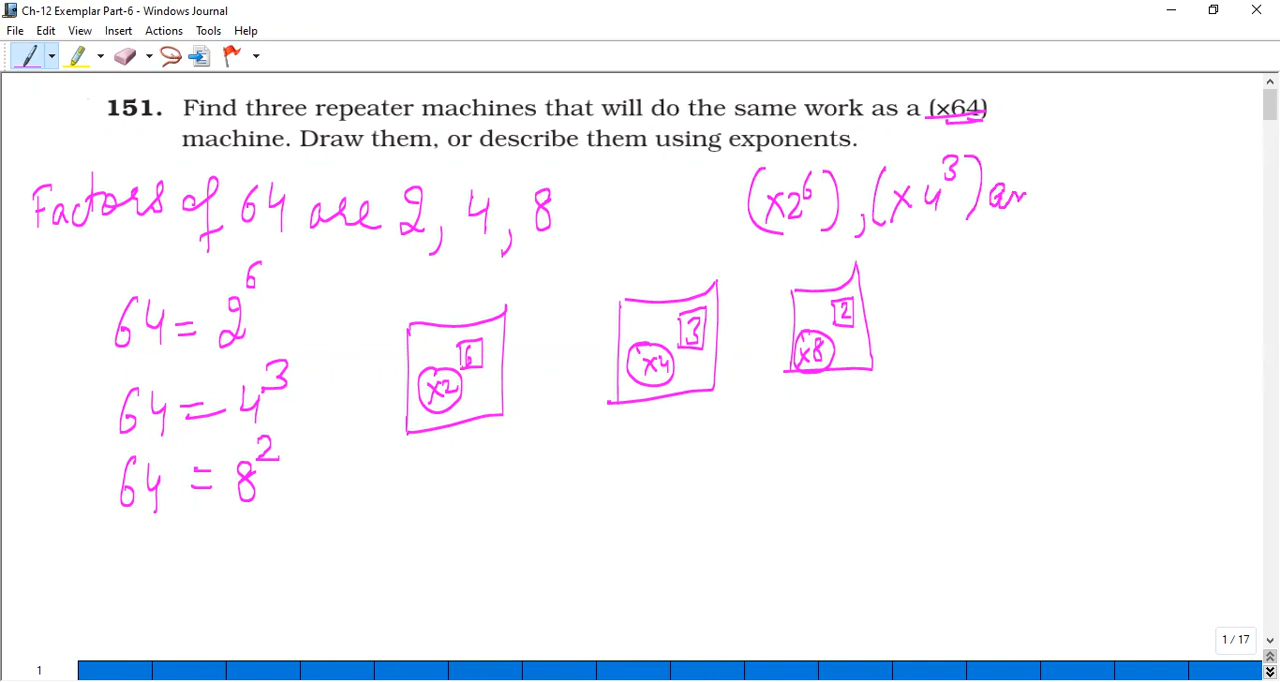 Ch-12 Exemplar Part-6 - Windows Journal
File Edit View Insert Actions Tools Help
151. Find three repeater machines that will do the same work as a (×64)
machine. Draw them, or describe them using exponents.
Factors of 64 are 2, 4, 8
(×2⁶), (×4³) an
64 = 2⁶
×2 6
×4 3
×8 2
64 = 4³
64 = 8²
1 / 17
1